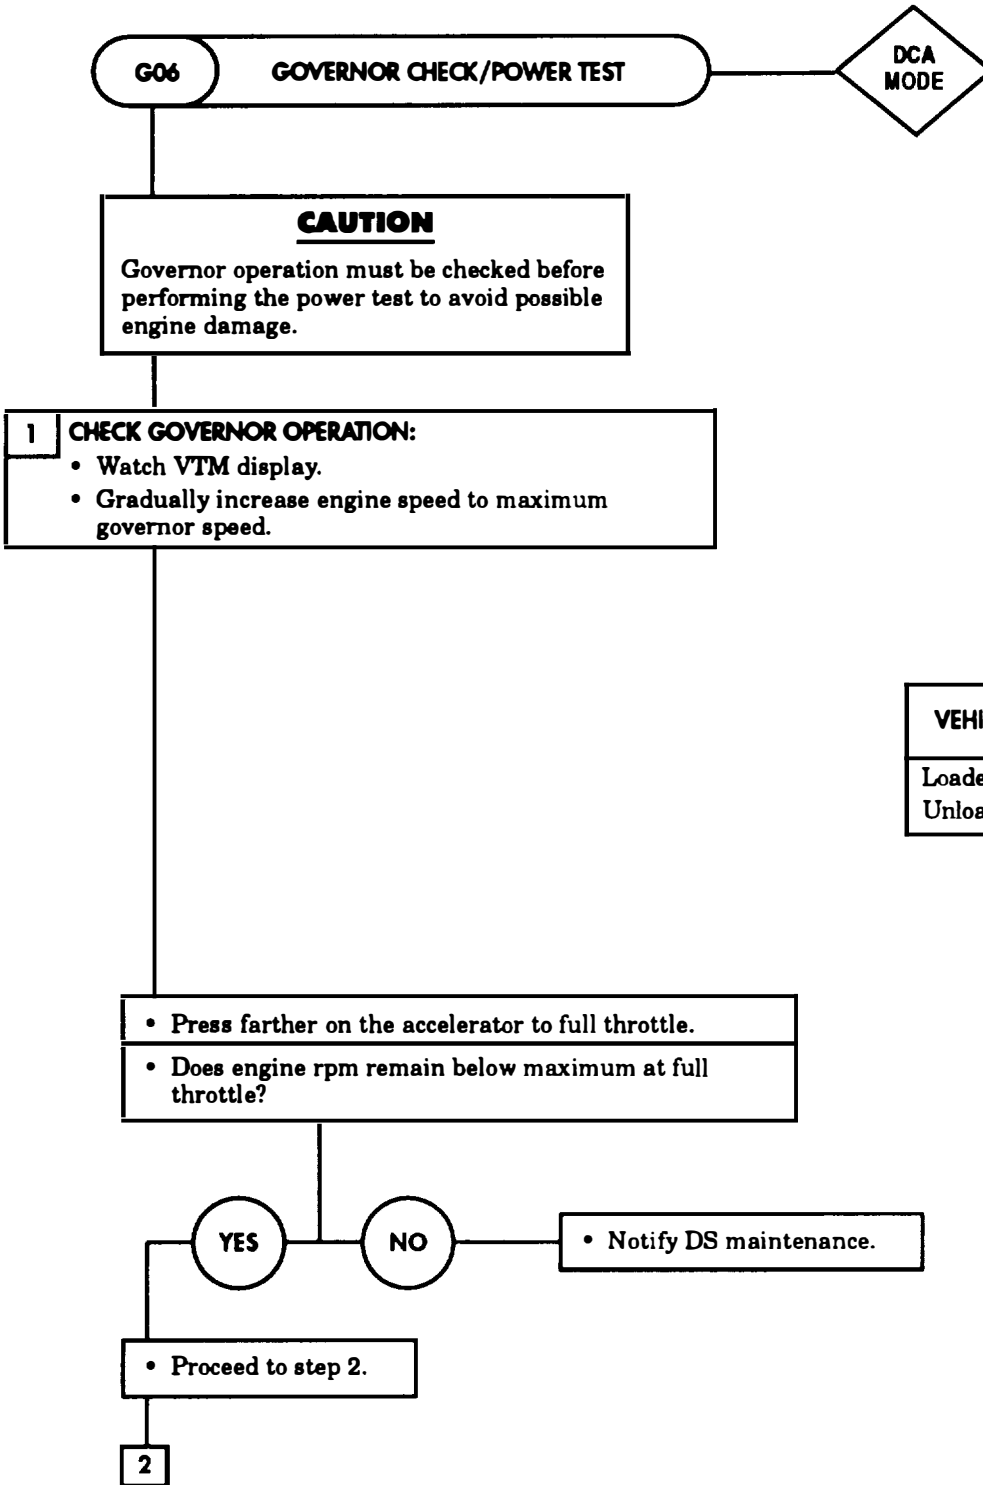 G06 GOVERNOR CHECK/POWER TEST
DCA
MODE
CAUTION
Governor operation must be checked before
performing the power test to avoid possible
engine damage.
1 CHECK GOVERNOR OPERATION:
• Watch VTM display.
• Gradually increase engine speed to maximum
governor speed.
VEHI
Loade
Unloa
• Press farther on the accelerator to full throttle.
• Does engine rpm remain below maximum at full
throttle?
YES
NO
• Notify DS maintenance.
• Proceed to step 2.
2